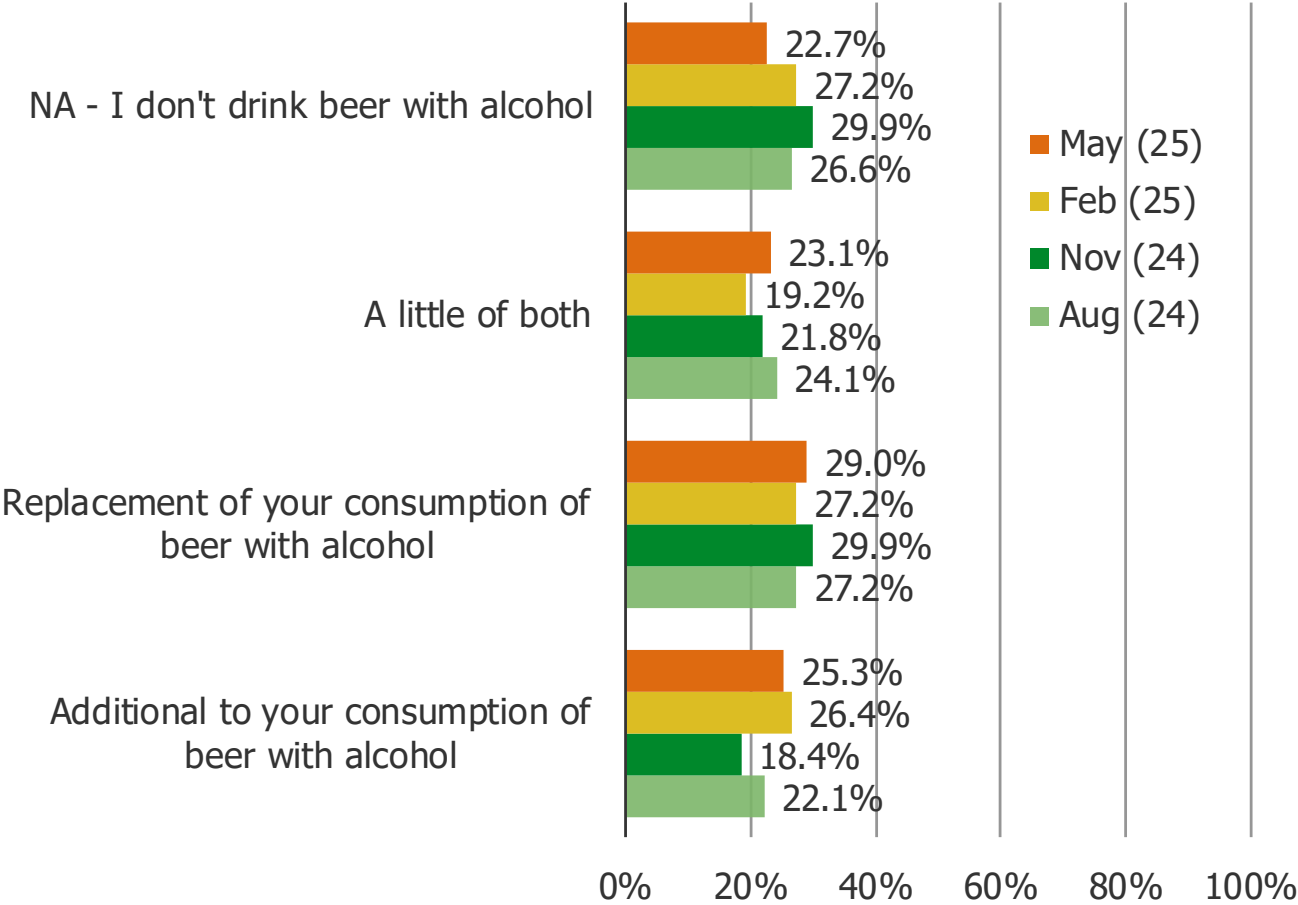 NA - I don't drink beer with alcohol
22.7%
27.2%
29.9%
26.6%
A little of both
23.1%
19.2%
21.8%
24.1%
Replacement of your consumption of
beer with alcohol
29.0%
27.2%
29.9%
27.2%
Additional to your consumption of
beer with alcohol
25.3%
26.4%
18.4%
22.1%
May (25)
Feb (25)
Nov (24)
Aug (24)
0% 20% 40% 60% 80% 100%